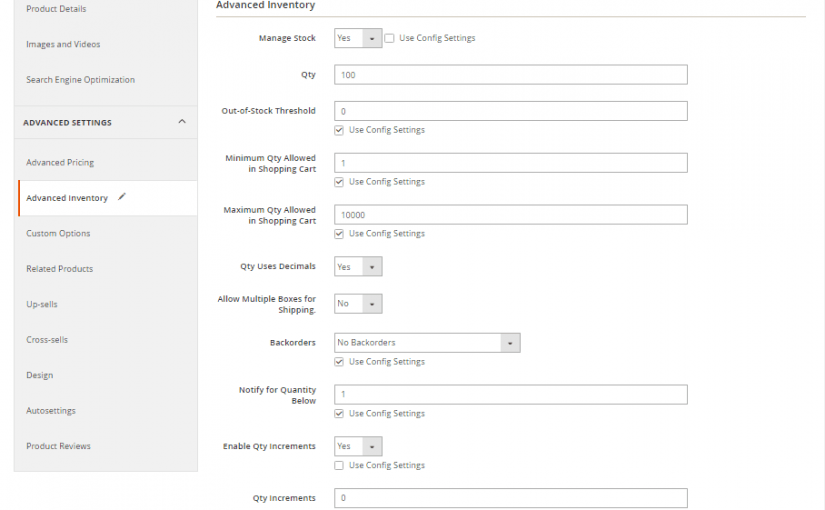 Product Details
Images and Videos
Search Engine Optimization
ADVANCED SETTINGS
Advanced Pricing
Advanced Inventory
Custom Options
Related Products
Up-sells
Cross-sells
Design
Autosettings
Product Reviews
Advanced Inventory
Manage Stock Yes Use Config Settings
Qty 100
Out-of-Stock Threshold 0
Use Config Settings
Minimum Qty Allowed
in Shopping Cart 1
Use Config Settings
Maximum Qty Allowed
in Shopping Cart 10000
Use Config Settings
Qty Uses Decimals Yes
Allow Multiple Boxes for
Shipping. No
Backorders No Backorders
Use Config Settings
Notify for Quantity
Below 1
Use Config Settings
Enable Qty Increments Yes
Use Config Settings
Qty Increments 0